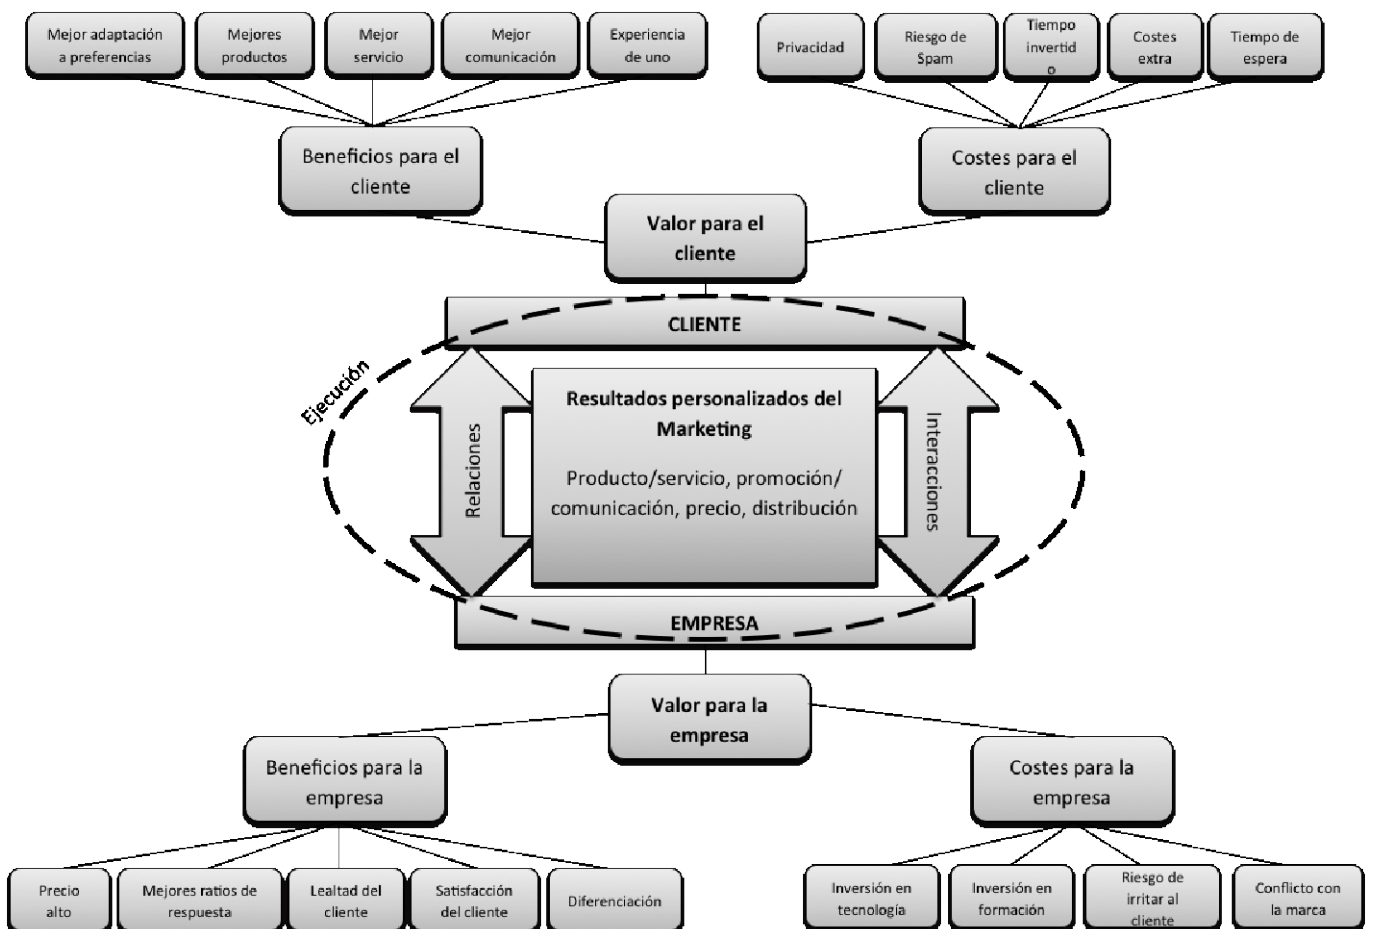 Mejor adaptación
a preferencias
Mejores
productos
Mejor
servicio
Mejor
comunicación
Experiencia
de uno
Privacidad
Riesgo de
Spam
Tiempo
invertid
o
Costes
extra
Tiempo de
espera
Beneficios para el
cliente
Costes para el
cliente
Valor para el
cliente
CLIENTE
Ejecución
Relaciones
Resultados personalizados del
Marketing
Producto/servicio, promoción/
comunicación, precio, distribución
Interacciones
EMPRESA
Valor para la
empresa
Beneficios para la
empresa
Costes para la
empresa
Precio
alto
Mejores ratios de
respuesta
Lealtad del
cliente
Satisfacción
del cliente
Diferenciación
Inversión en
tecnología
Inversión en
formación
Riesgo de
irritar al
cliente
Conflicto con
la marca